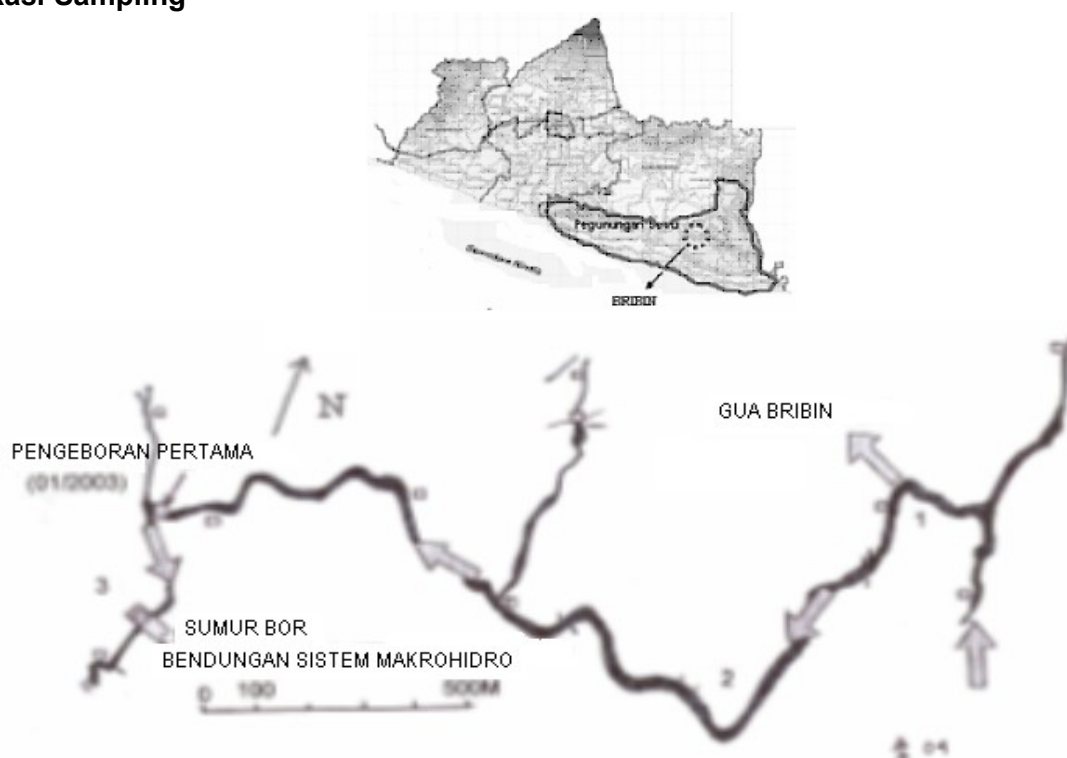 kasi Sampling
Pegunungan Sewu
BRIBIN
N
GUA BRIBIN
PENGEBORAN PERTAMA
(01/2003)
1
3
SUMUR BOR
BENDUNGAN SISTEM MAKROHIDRO
2
0 100 500M